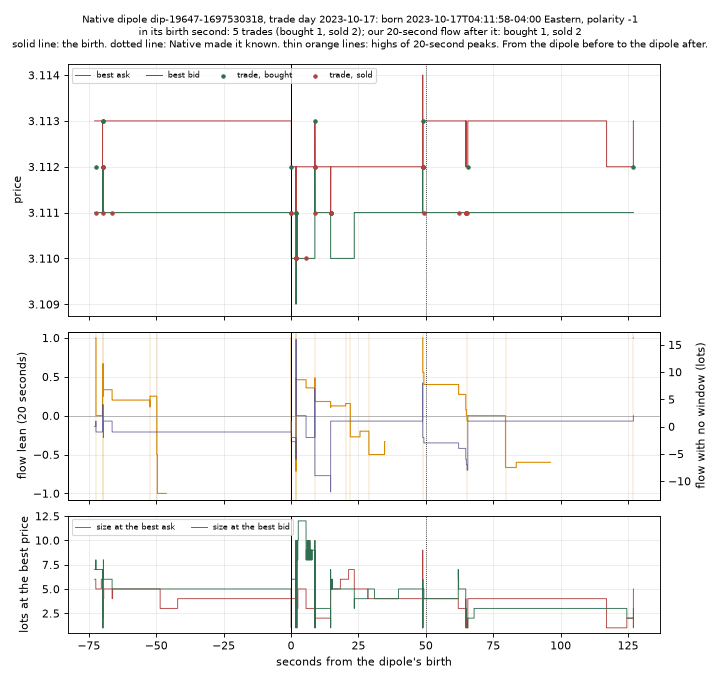 Native dipole dip-19647-1697530318, trade day 2023-10-17: born 2023-10-17T04:11:58-04:00 Eastern, polarity -1
in its birth second: 5 trades (bought 1, sold 2); our 20-second flow after it: bought 1, sold 2
solid line: the birth. dotted line: Native made it known. thin orange lines: highs of 20-second peaks. From the dipole before to the dipole after.
best ask
best bid
trade, bought
trade, sold
3.114
3.113
3.112
3.111
3.110
3.109
price
1.0
0.5
0.0
−0.5
−1.0
flow lean (20 seconds)
15
10
5
0
−5
−10
flow with no window (lots)
size at the best ask
size at the best bid
12.5
10.0
7.5
5.0
2.5
lots at the best price
−75
−50
−25
0
25
50
75
100
125
seconds from the dipole's birth